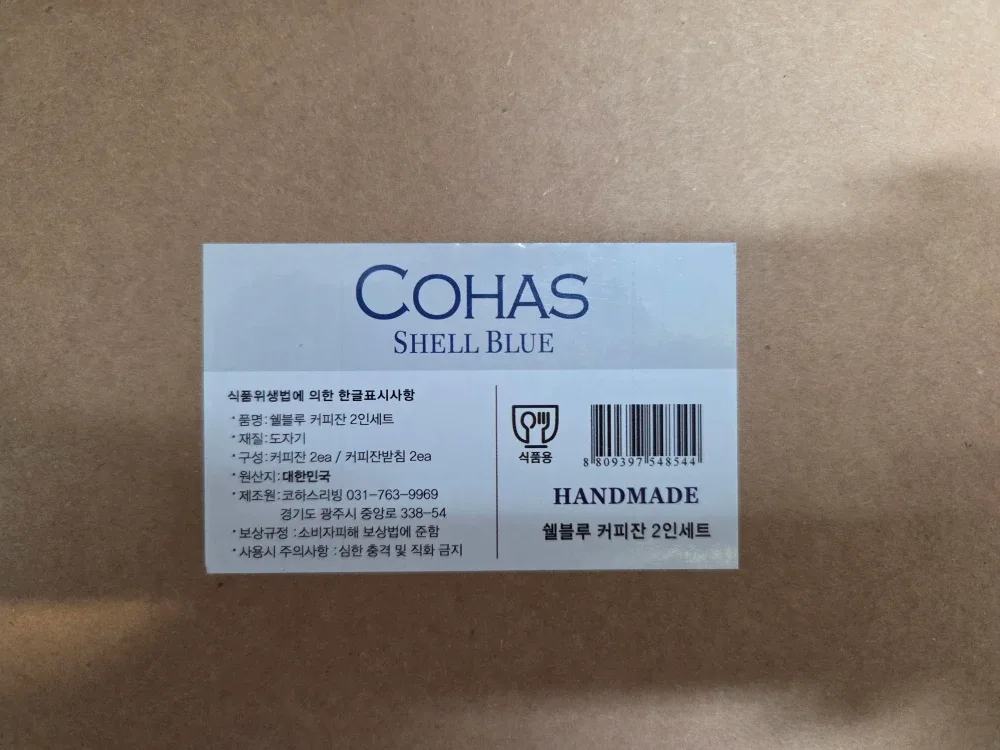 COHAS
SHELL BLUE
식품위생법에 의한 한글표시사항
· 품명:쉘블루 커피잔 2인세트
· 재질:도자기
· 구성:커피잔 2ea / 커피잔받침 2ea
· 원산지:대한민국
· 제조원:코하스리빙 031-763-9969
경기도 광주시 중앙로 338-54
· 보상규정 :소비자피해 보상법에 준함
· 사용시 주의사항 :심한 충격 및 직화 금지
식품용
8 809397 548544
HANDMADE
쉘블루 커피잔 2인세트